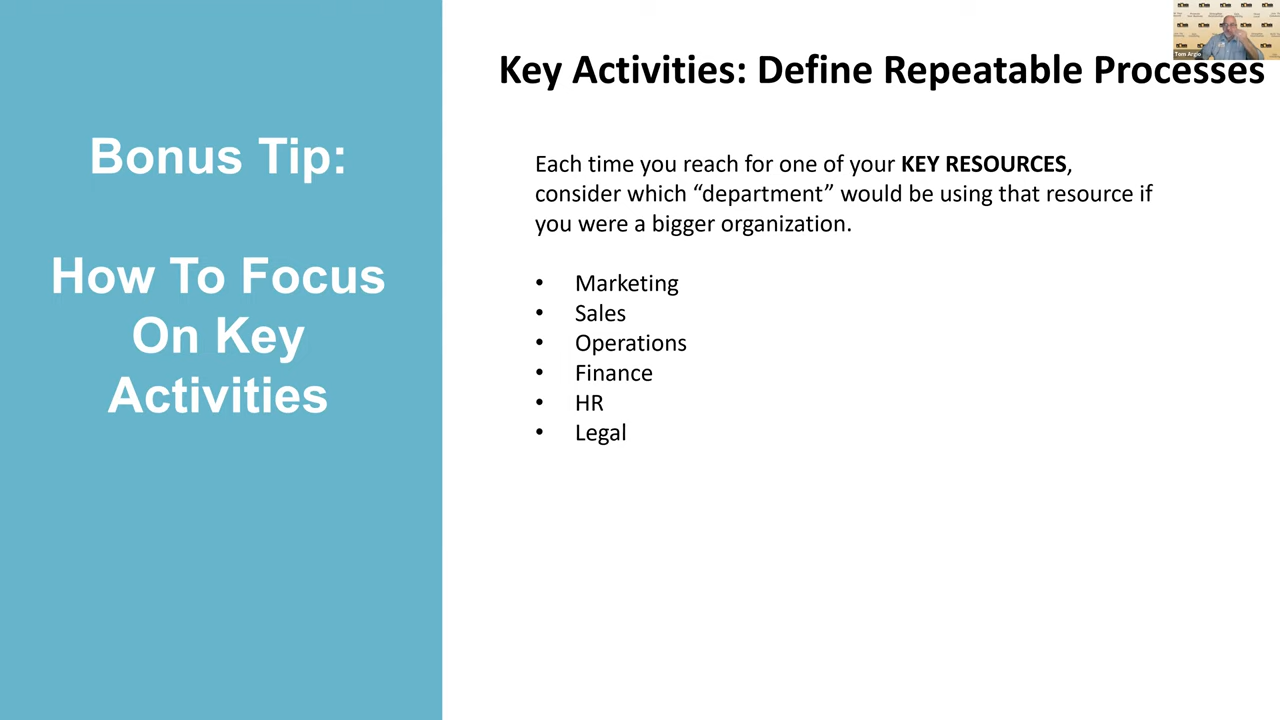 Key Activities: Define Repeatable Processes
Bonus Tip:
How To Focus
On Key
Activities
Each time you reach for one of your KEY RESOURCES,
consider which “department” would be using that resource if
you were a bigger organization.
• Marketing
• Sales
• Operations
• Finance
• HR
• Legal
Tom Argio